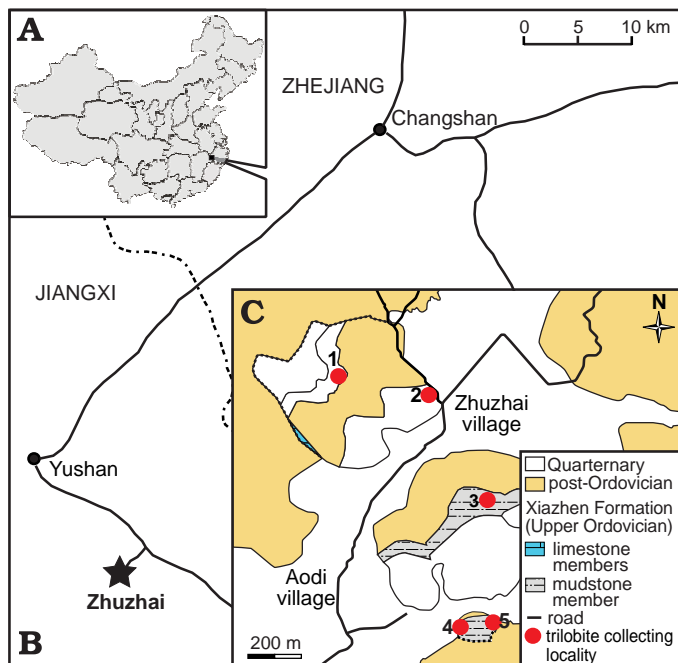 A
0 5 10 km
ZHEJIANG
Changshan
JIANGXI
C
N
1
2
Zhuzhai
village
Yushan
Quarternary
post-Ordovician
Xiazhen Formation
(Upper Ordovician)
limestone
members
mudstone
member
road
trilobite collecting
locality
3
Aodi
village
Zhuzhai
4
5
200 m
B